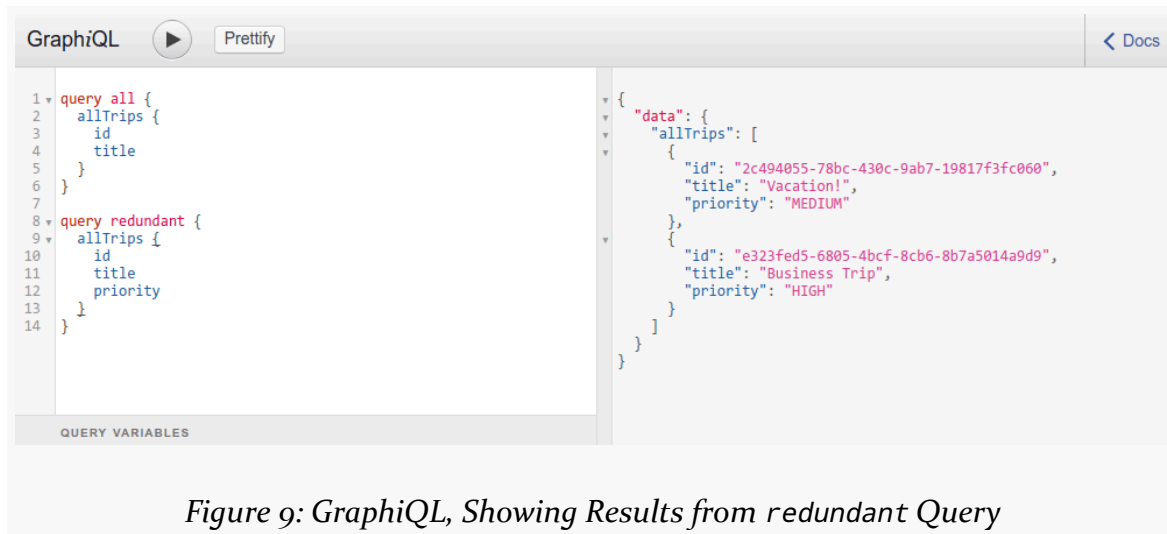 GraphiQL Prettify < Docs
1 query all {
2 allTrips {
3 id
4 title
5 }
6 }
7
8 query redundant {
9 allTrips {
10 id
11 title
12 priority
13 }
14 }
QUERY VARIABLES
{
"data": {
"allTrips": [
{
"id": "2c494055-78bc-430c-9ab7-19817f3fc060",
"title": "Vacation!",
"priority": "MEDIUM"
},
{
"id": "e323fed5-6805-4bcf-8cb6-8b7a5014a9d9",
"title": "Business Trip",
"priority": "HIGH"
}
]
}
}
Figure 9: GraphiQL, Showing Results from redundant Query